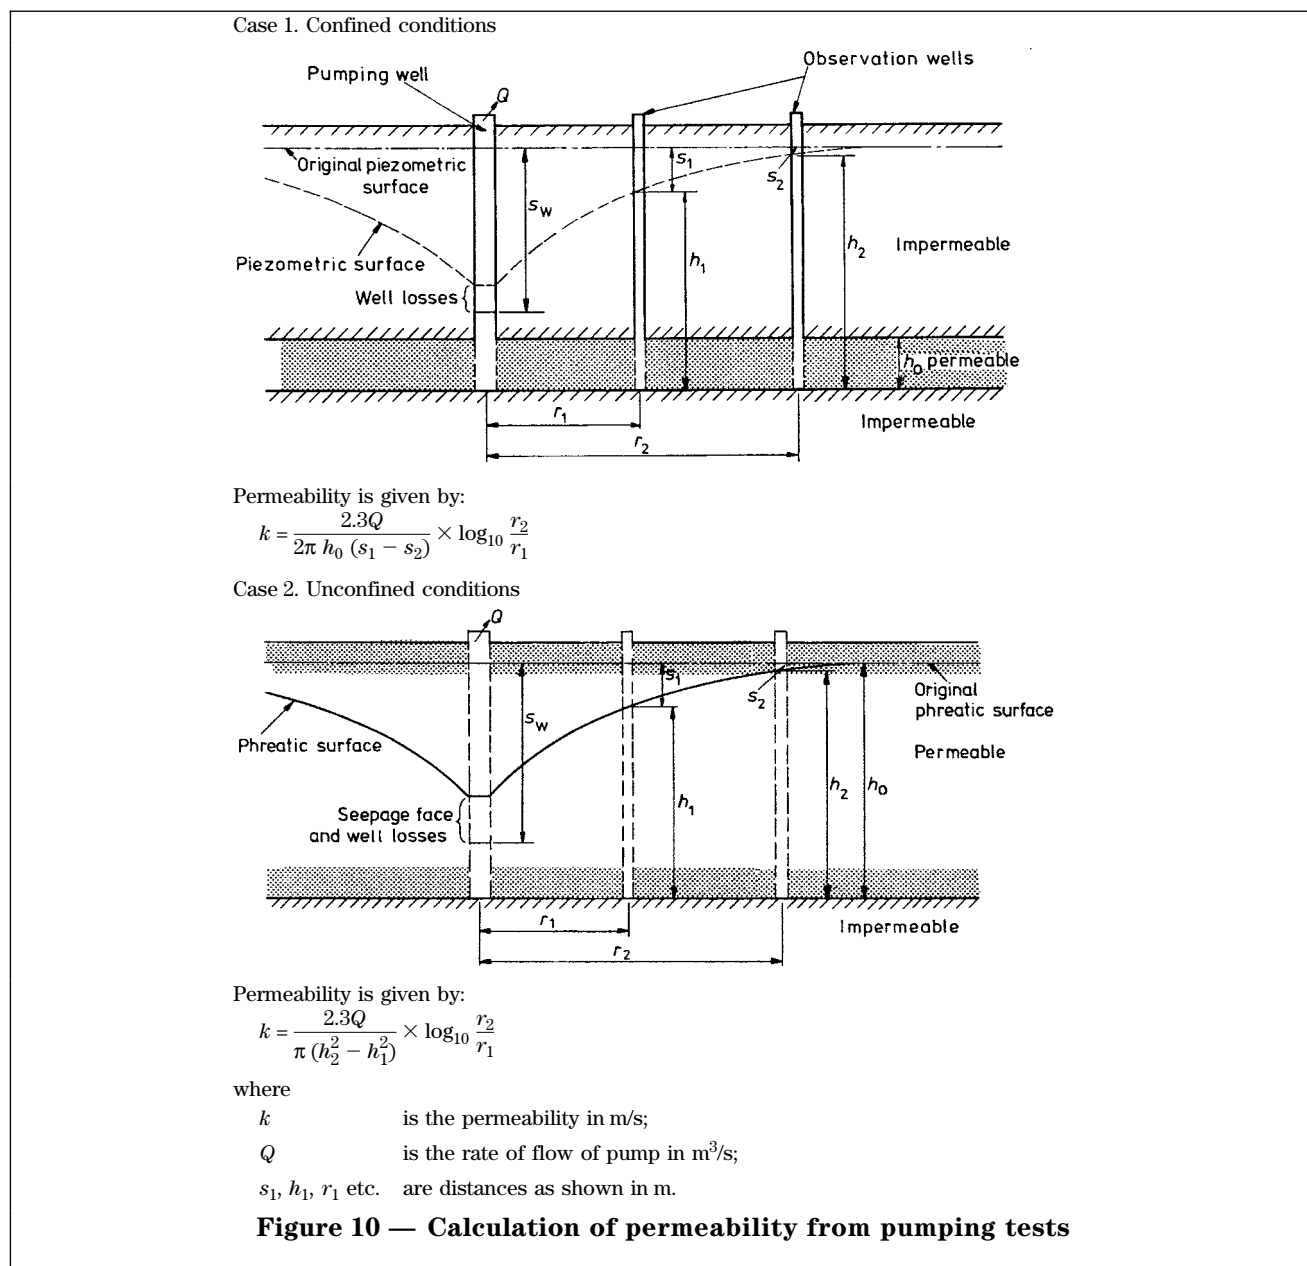 Case 1. Confined conditions
Observation wells
Pumping well
Q
Original piezometric
surface
s₁
s₂
s_w
h₁
h₂
Impermeable
Piezometric surface
Well losses
h₀ permeable
r₁
Impermeable
r₂
Permeability is given by:
k = 2.3Q / (2π h₀ (s₁ − s₂)) × log₁₀ r₂/r₁
Case 2. Unconfined conditions
Q
s₁
s₂
Original
phreatic surface
s_w
Phreatic surface
Permeable
h₁
h₂
h₀
Seepage face
and well losses
r₁
Impermeable
r₂
Permeability is given by:
k = 2.3Q / (π (h₂² − h₁²)) × log₁₀ r₂/r₁
where
k is the permeability in m/s;
Q is the rate of flow of pump in m³/s;
s₁, h₁, r₁ etc. are distances as shown in m.
Figure 10 — Calculation of permeability from pumping tests